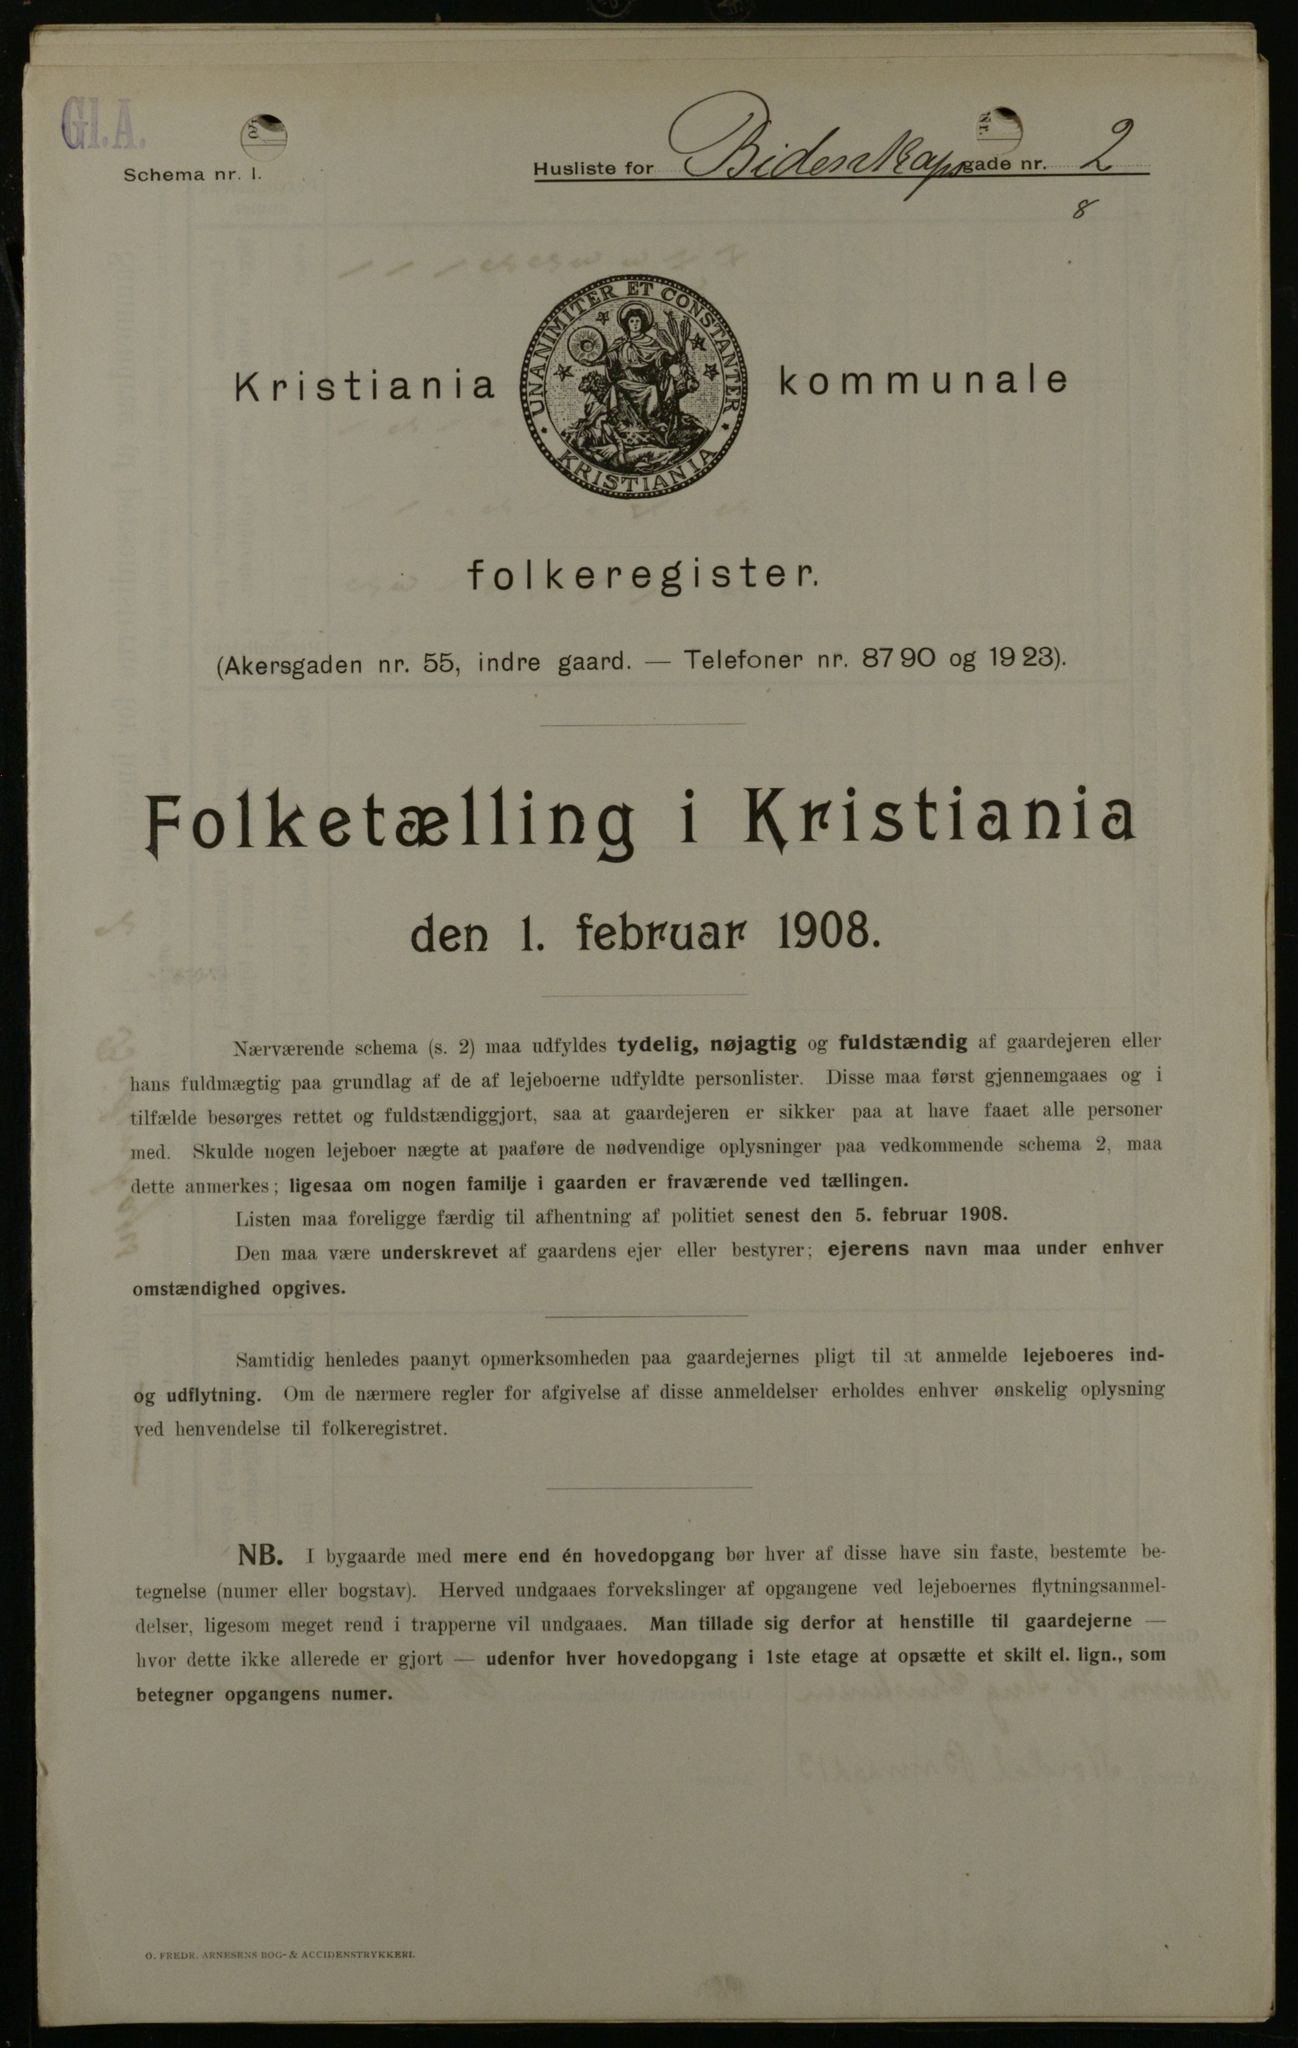 Gl. A.
Schema nr. 1.
Husliste for Bidenkaps gade nr. 2
8
UNANIMITER ET CONSTANTER
KRISTIANIA
Kristiania kommunale
folkeregister.
(Akersgaden nr. 55, indre gaard. — Telefoner nr. 8790 og 1923).
Folketælling i Kristiania
den 1. februar 1908.
Nærværende schema (s. 2) maa udfyldes tydelig, nøjagtig og fuldstændig af gaardejeren eller
hans fuldmægtig paa grundlag af de af lejeboerne udfyldte personlister. Disse maa først gjennemgaaes og i
tilfælde besørges rettet og fuldstændiggjort, saa at gaardejeren er sikker paa at have faaet alle personer
med. Skulde nogen lejeboer nægte at paaføre de nødvendige oplysninger paa vedkommende schema 2, maa
dette anmerkes; ligesaa om nogen familje i gaarden er fraværende ved tællingen.
Listen maa foreligge færdig til afhentning af politiet senest den 5. februar 1908.
Den maa være underskrevet af gaardens ejer eller bestyrer; ejerens navn maa under enhver
omstændighed opgives.
Samtidig henledes paanyt opmerksomheden paa gaardejernes pligt til at anmelde lejeboeres ind-
og udflytning. Om de nærmere regler for afgivelse af disse anmeldelser erholdes enhver ønskelig oplysning
ved henvendelse til folkeregistret.
NB. I bygaarde med mere end én hovedopgang bør hver af disse have sin faste, bestemte be-
tegnelse (numer eller bogstav). Herved undgaaes forvekslinger af opgangene ved lejeboernes flytningsanmel-
delser, ligesom meget rend i trapperne vil undgaaes. Man tillade sig derfor at henstille til gaardejerne —
hvor dette ikke allerede er gjort — udenfor hver hovedopgang i 1ste etage at opsætte et skilt el. lign., som
betegner opgangens numer.
O. FREDR. ARNESENS BOG- & ACCIDENSTRYKKERI.